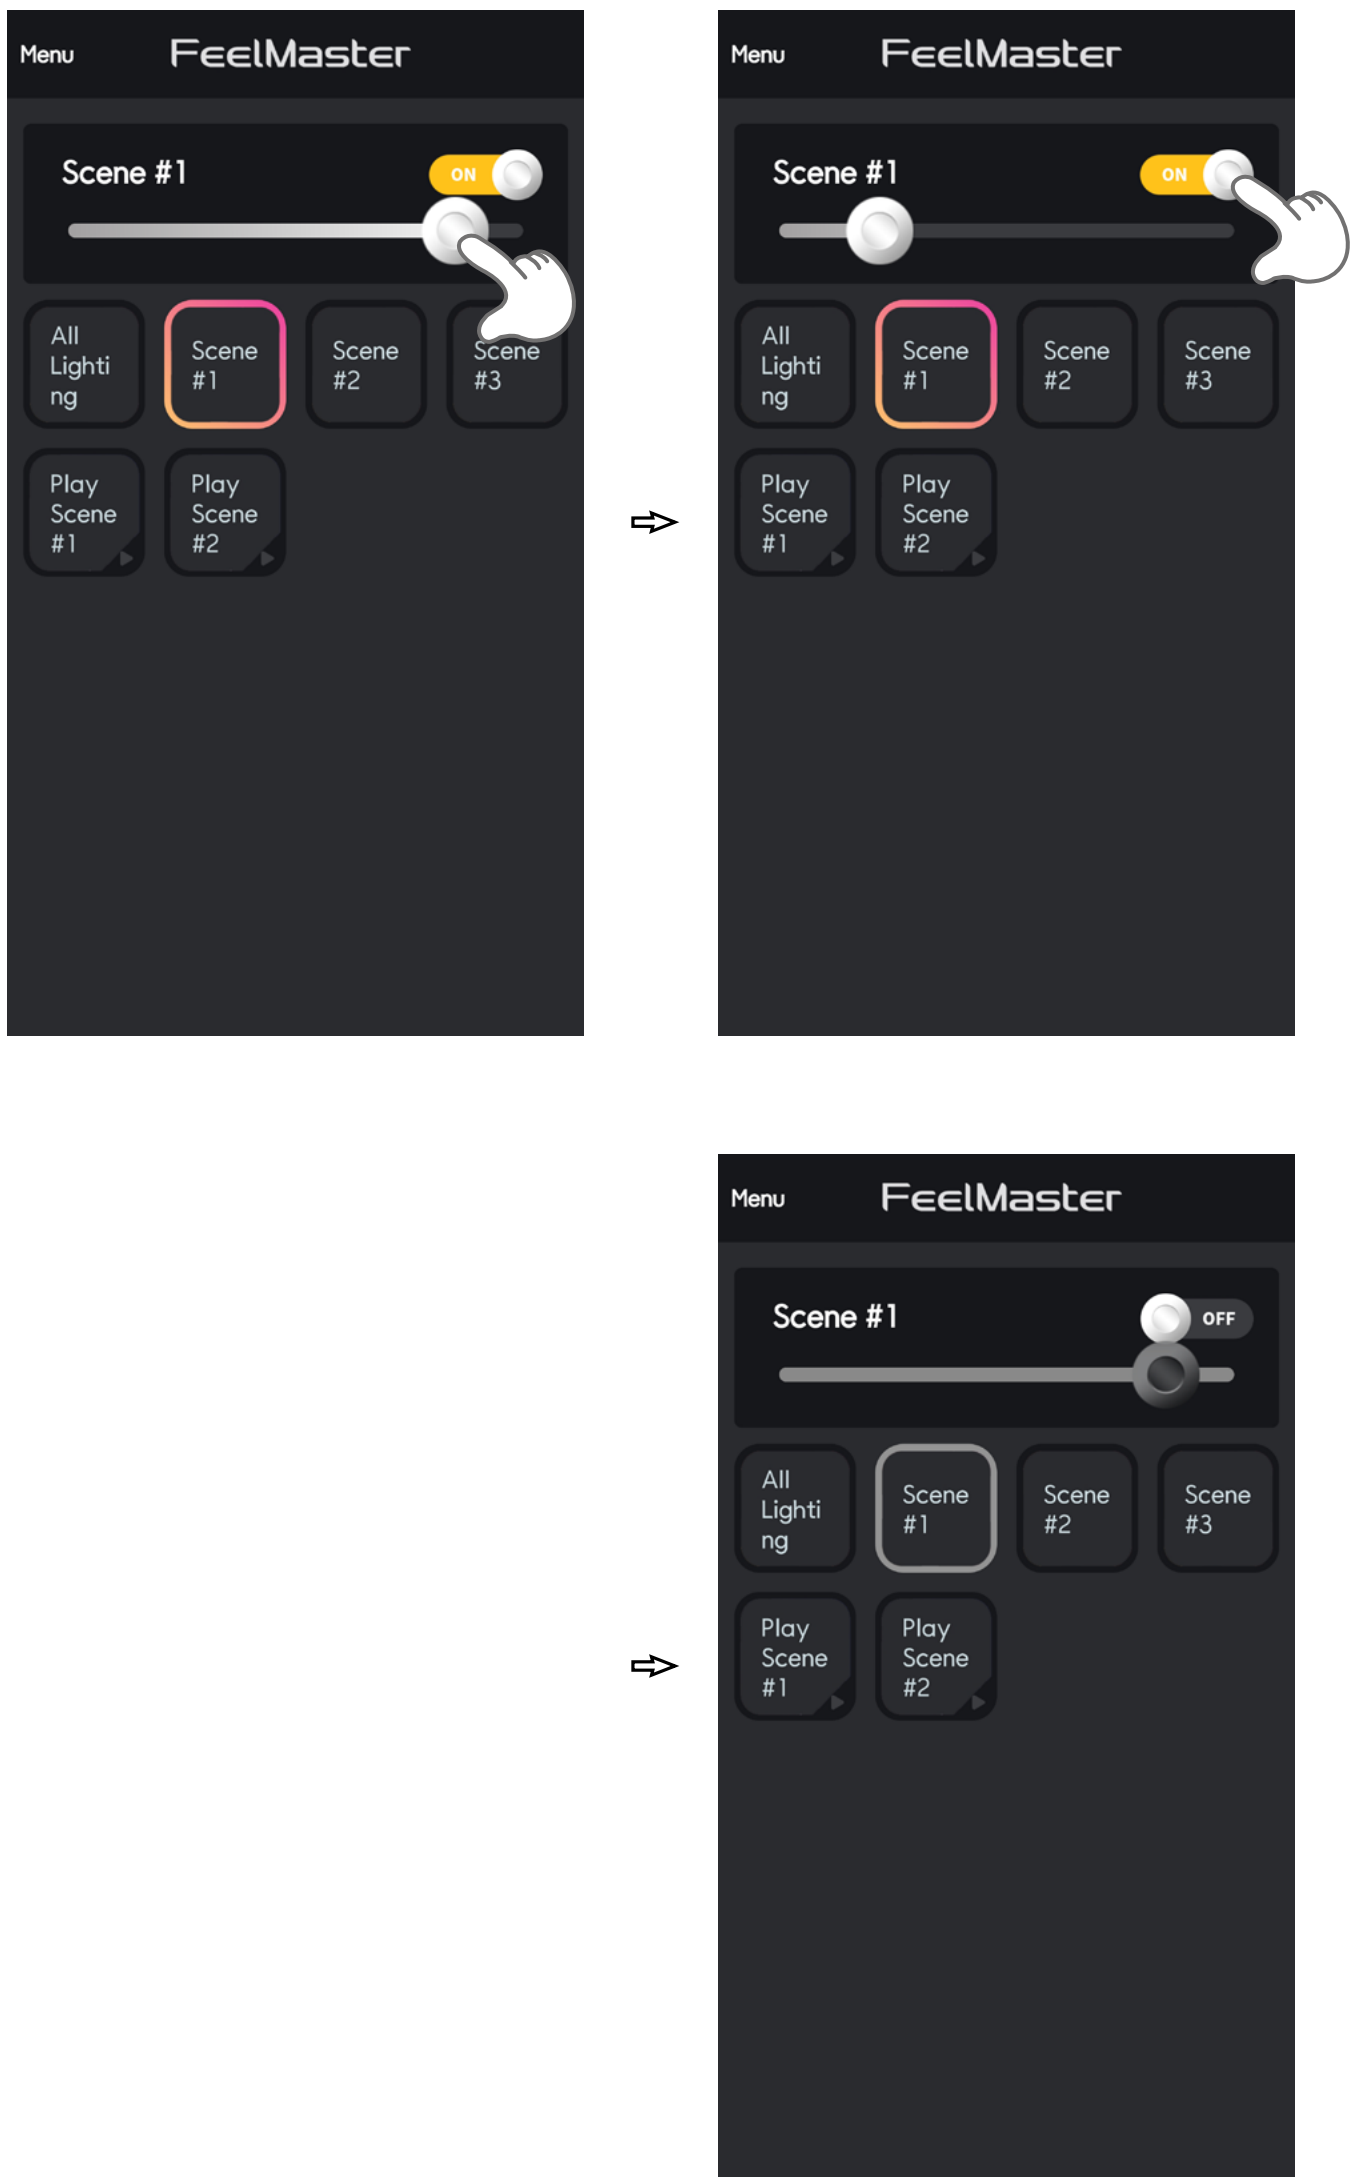 Menu
FeelMaster
Scene #1
ON
All
Lighti
ng
Scene
#1
Scene
#2
Scene
#3
Play
Scene
#1
Play
Scene
#2
Menu
FeelMaster
Scene #1
ON
All
Lighti
ng
Scene
#1
Scene
#2
Scene
#3
Play
Scene
#1
Play
Scene
#2
Menu
FeelMaster
Scene #1
OFF
All
Lighti
ng
Scene
#1
Scene
#2
Scene
#3
Play
Scene
#1
Play
Scene
#2